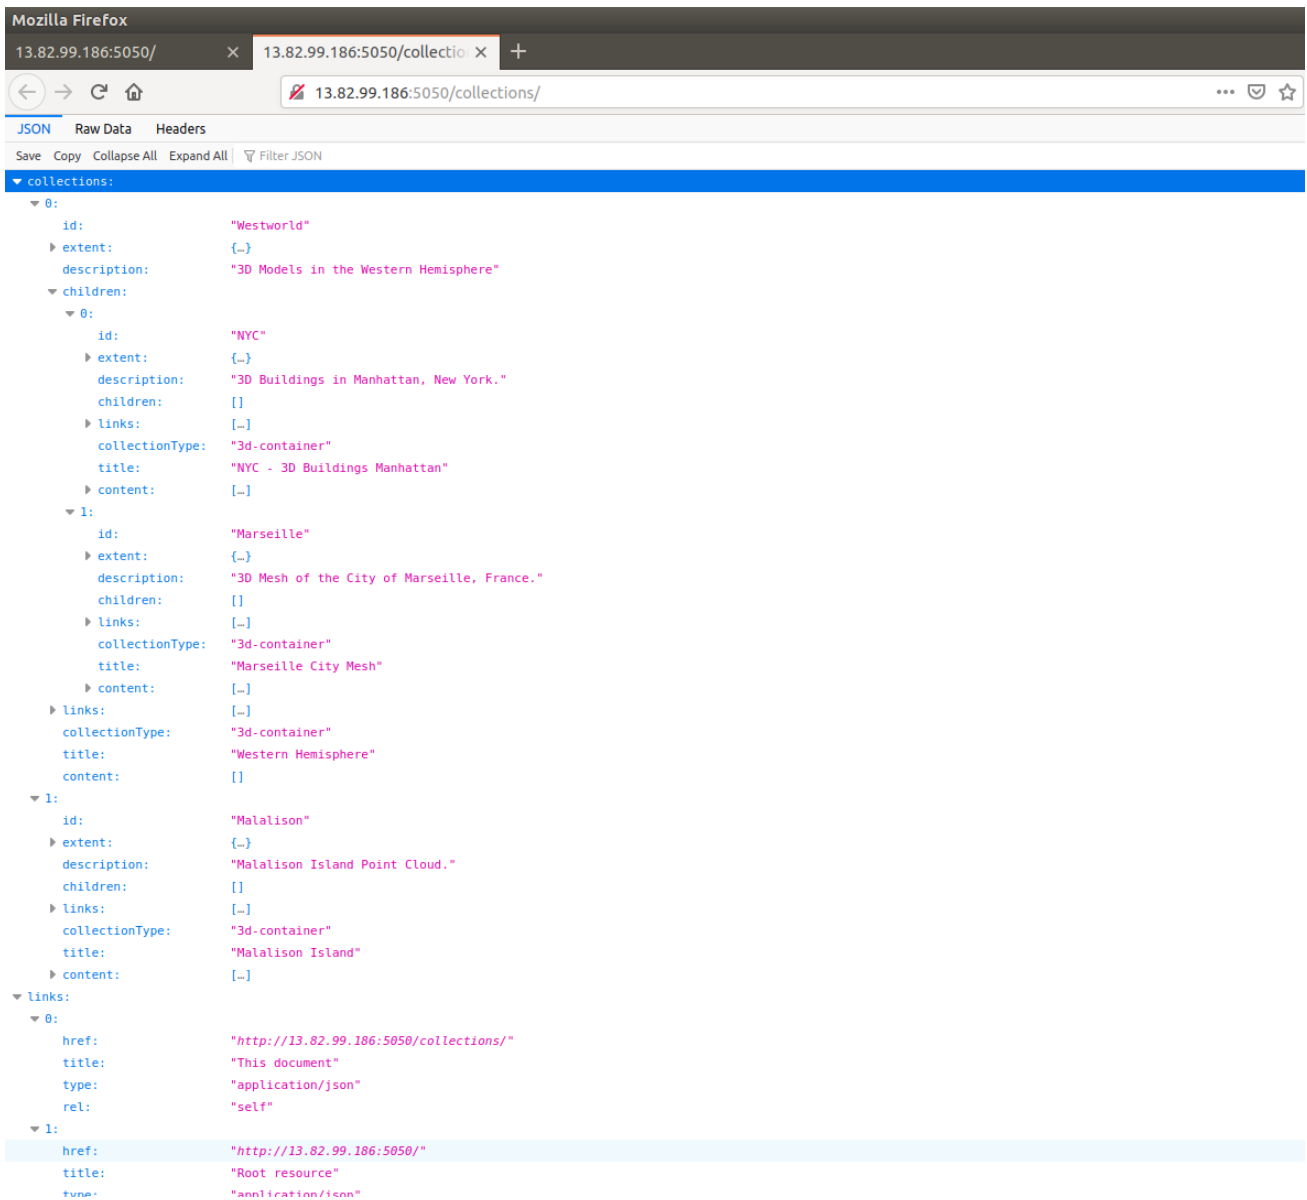 Mozilla Firefox
13.82.99.186:5050/ × 13.82.99.186:5050/collectio × +
13.82.99.186:5050/collections/ •••
JSON Raw Data Headers
Save Copy Collapse All Expand All Filter JSON
collections:
0:
id: "Westworld"
extent: {…}
description: "3D Models in the Western Hemisphere"
children:
0:
id: "NYC"
extent: {…}
description: "3D Buildings in Manhattan, New York."
children: []
links: […]
collectionType: "3d-container"
title: "NYC - 3D Buildings Manhattan"
content: […]
1:
id: "Marseille"
extent: {…}
description: "3D Mesh of the City of Marseille, France."
children: []
links: […]
collectionType: "3d-container"
title: "Marseille City Mesh"
content: […]
links: […]
collectionType: "3d-container"
title: "Western Hemisphere"
content: []
1:
id: "Malalison"
extent: {…}
description: "Malalison Island Point Cloud."
children: []
links: […]
collectionType: "3d-container"
title: "Malalison Island"
content: […]
links:
0:
href: "http://13.82.99.186:5050/collections/"
title: "This document"
type: "application/json"
rel: "self"
1:
href: "http://13.82.99.186:5050/"
title: "Root resource"
type: "application/json"